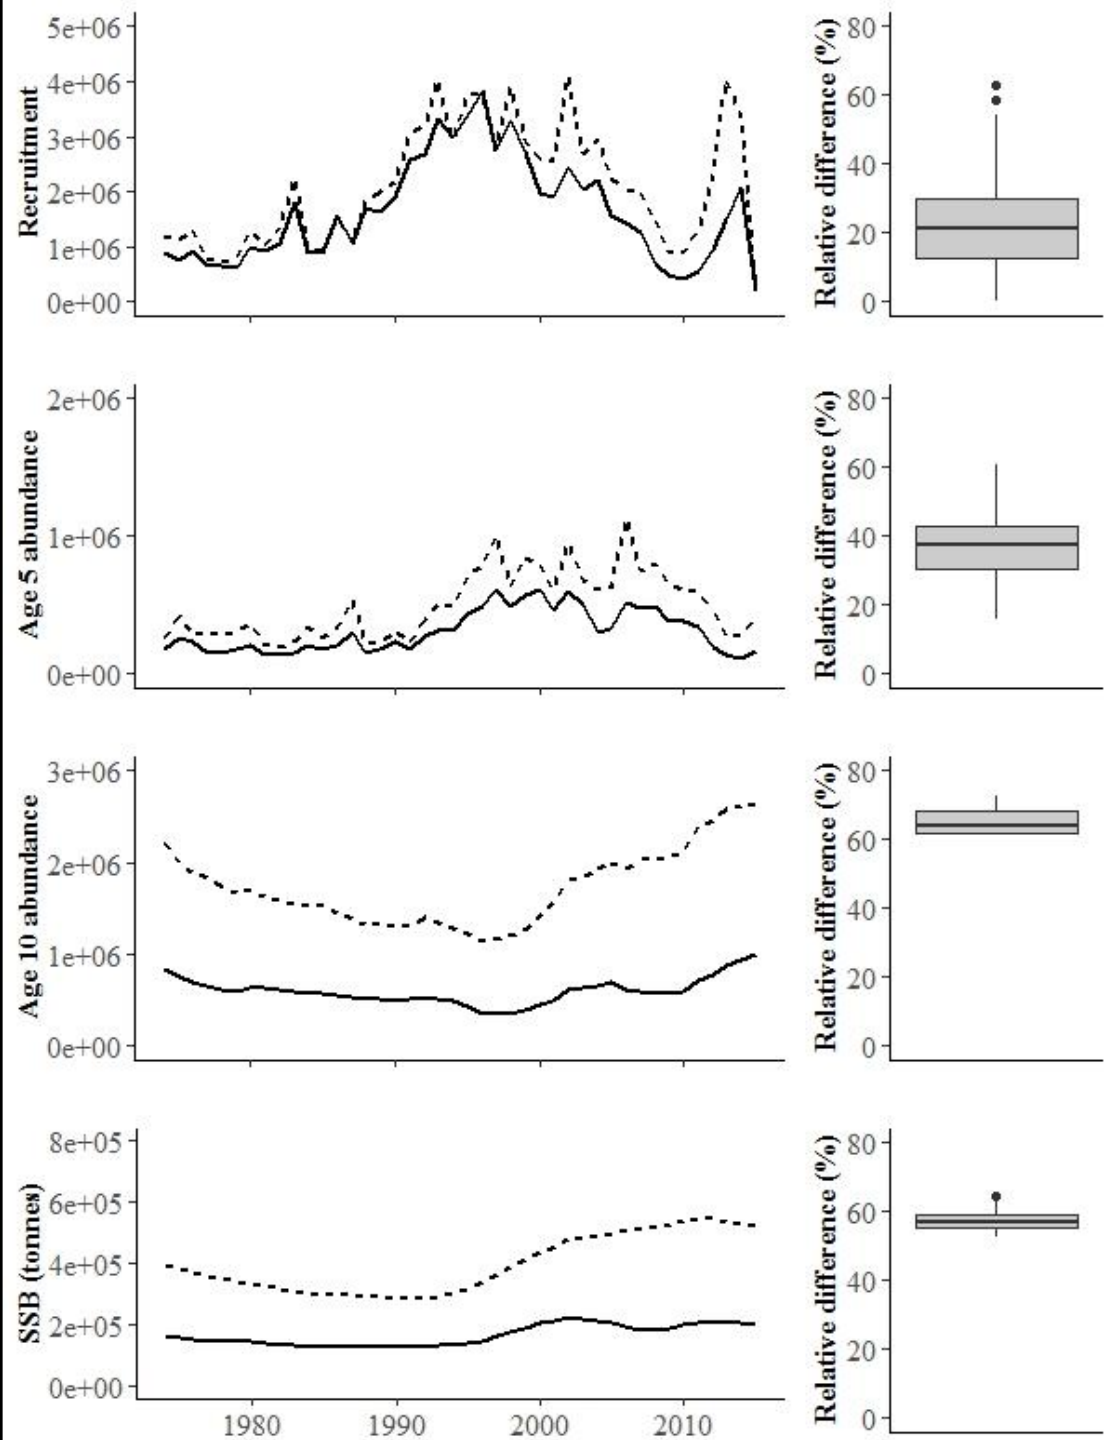 Recruitment
5e+06
4e+06
3e+06
2e+06
1e+06
0e+00
Relative difference (%)
80
60
40
20
0
Age 5 abundance
2e+06
1e+06
0e+00
Relative difference (%)
80
60
40
20
0
Age 10 abundance
3e+06
2e+06
1e+06
0e+00
Relative difference (%)
80
60
40
20
0
SSB (tonnes)
8e+05
6e+05
4e+05
2e+05
0e+00
1980 1990 2000 2010
Relative difference (%)
80
60
40
20
0